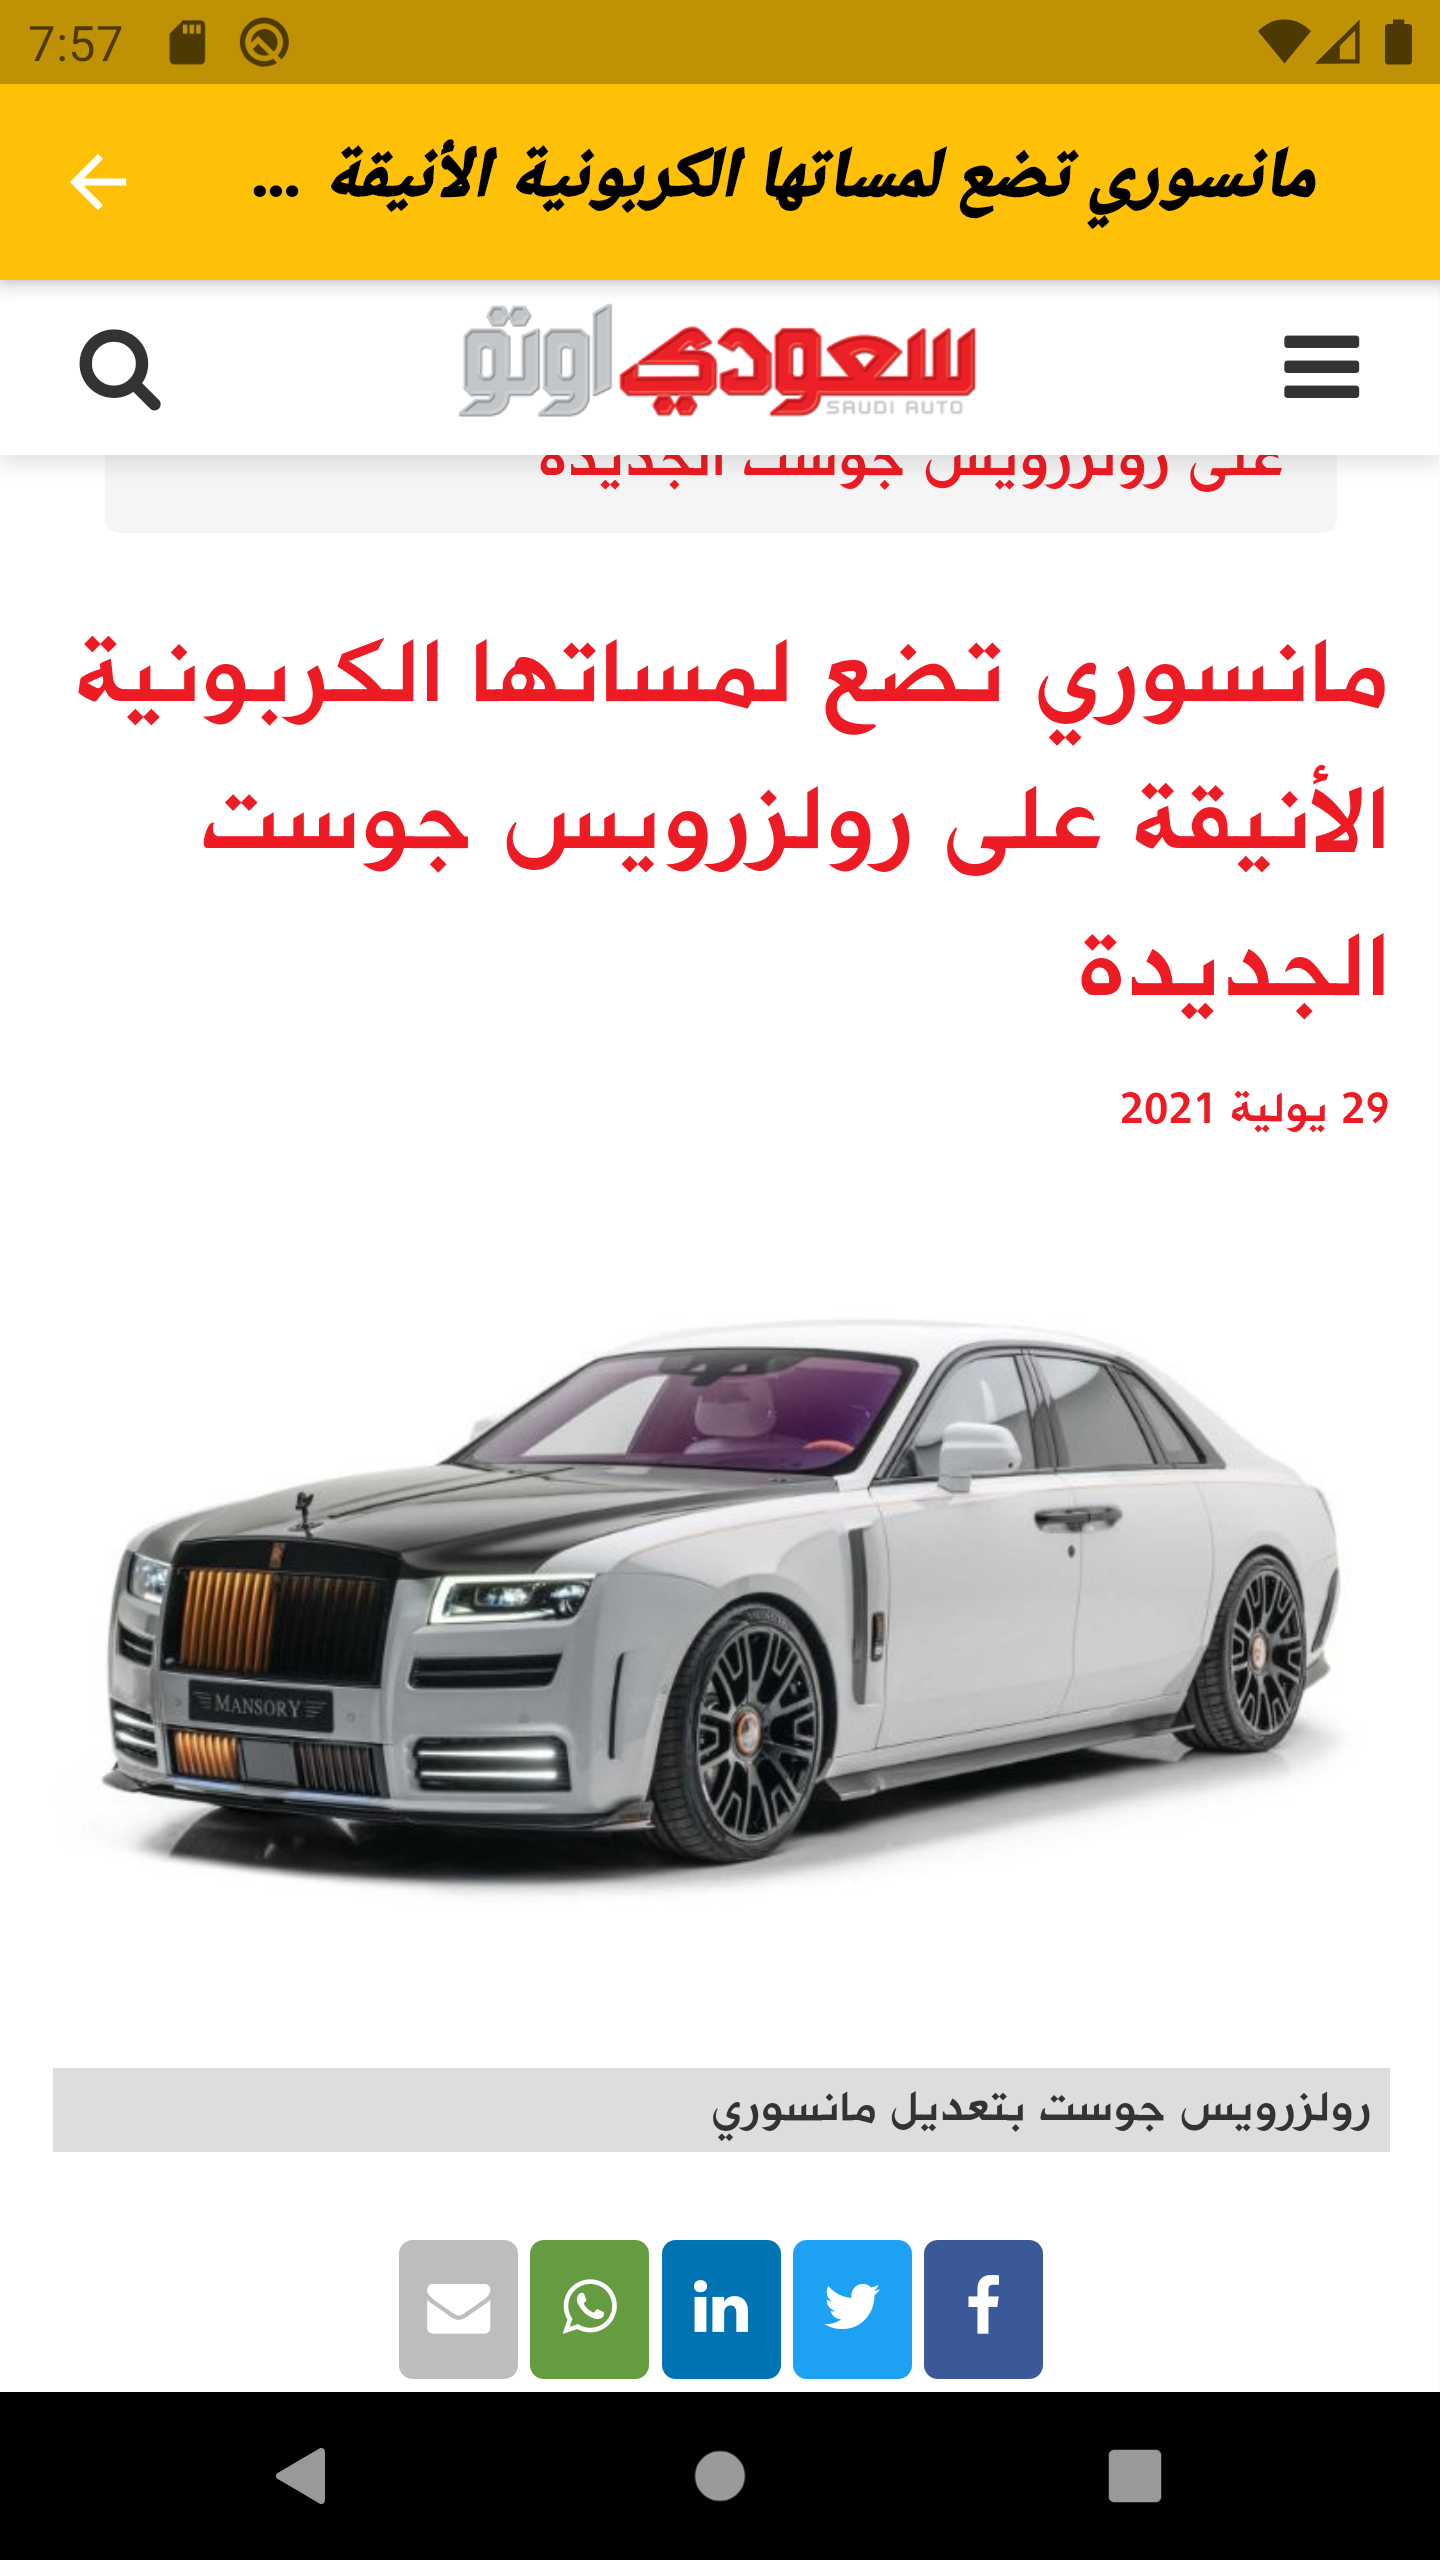 7:57
مانسوري تضع لمساتها الكربونية الأنيقة ...
سعودي اوتو
SAUDI AUTO
على رولزرويس جوست الجديدة
مانسوري تضع لمساتها الكربونية
الأنيقة على رولزرويس جوست
الجديدة
29 يولية 2021
MANSORY
رولزرويس جوست بتعديل مانسوري